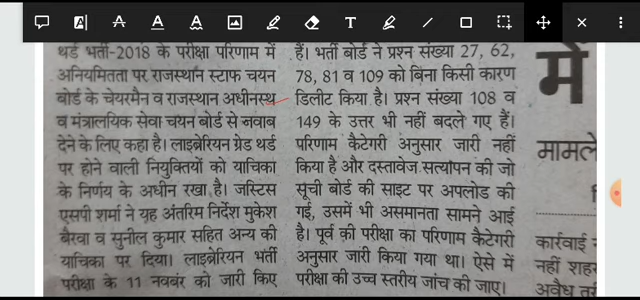 थर्ड भर्ती-2018 के परीक्षा परिणाम में
अनियमितता पर राजस्थान स्टाफ चयन
बोर्ड के चेयरमैन व राजस्थान अधीनस्थ
व मंत्रालयिक सेवा चयन बोर्ड से जवाब
देने के लिए कहा है। लाइब्रेरियन ग्रेड थर्ड
पर होने वाली नियुक्तियों को याचिका
के निर्णय के अधीन रखा है। जस्टिस
एसपी शर्मा ने यह अंतरिम निर्देश मुकेश
बैरवा व सुनील कुमार सहित अन्य की
याचिका पर दिया। लाइब्रेरियन भर्ती
परीक्षा के 11 नवबंर को जारी किए
हैं। भर्ती बोर्ड ने प्रश्न संख्या 27, 62,
78, 81 व 109 को बिना किसी कारण
डिलीट किया है। प्रश्न संख्या 108 व
149 के उत्तर भी नहीं बदले गए हैं।
परिणाम कैटेगरी अनुसार जारी नहीं
किया है और दस्तावेज सत्यापन की जो
सूची बोर्ड की साइट पर अपलोड की
गई, उसमें भी असमानता सामने आई
है। पूर्व की परीक्षा का परिणाम कैटेगरी
अनुसार जारी किया गया था। ऐसे में
परीक्षा की उच्च स्तरीय जांच की जाए।
में
मामले
कार्रवाई
नहीं शहर
अवैध